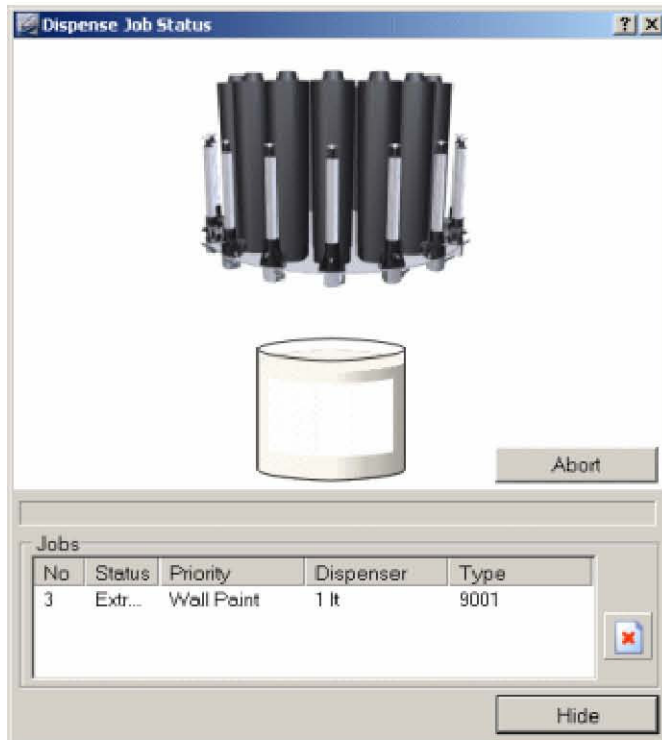 Dispense Job Status
Abort
Jobs
No Status Priority Dispenser Type
3 Extr... Wall Paint 1 lt 9001
Hide